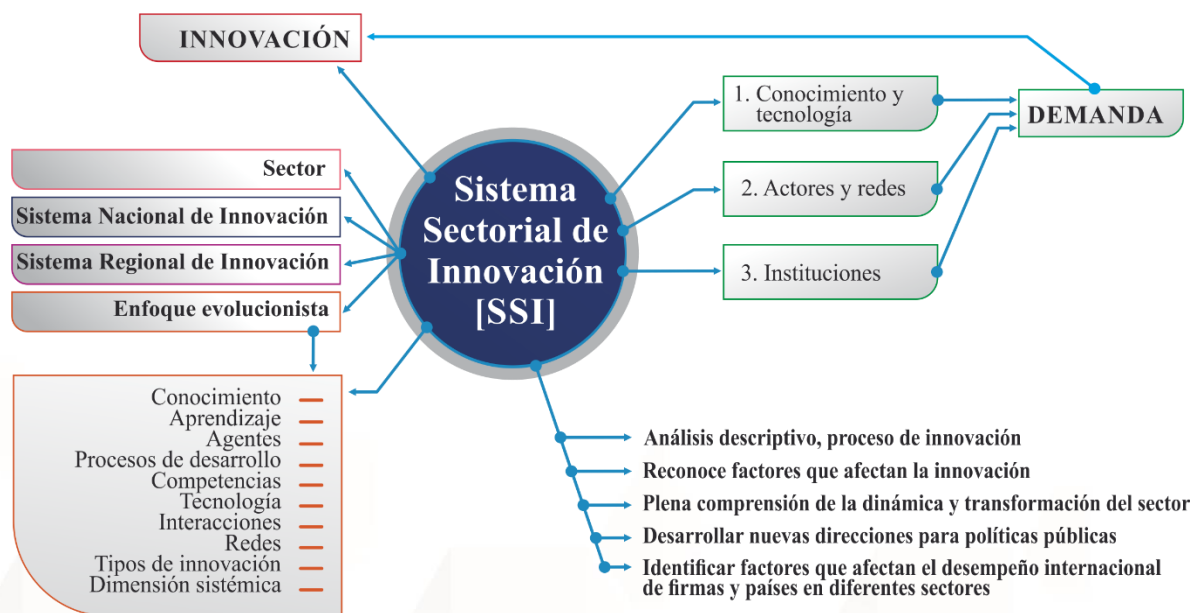 INNOVACIÓN
1. Conocimiento y
tecnología
DEMANDA
2. Actores y redes
3. Instituciones
Sistema
Sectorial de
Innovación
[SSI]
Sector
Sistema Nacional de Innovación
Sistema Regional de Innovación
Enfoque evolucionista
Conocimiento
Aprendizaje
Agentes
Procesos de desarrollo
Competencias
Tecnología
Interacciones
Redes
Tipos de innovación
Dimensión sistémica
Análisis descriptivo, proceso de innovación
Reconoce factores que afectan la innovación
Plena comprensión de la dinámica y transformación del sector
Desarrollar nuevas direcciones para políticas públicas
Identificar factores que afectan el desempeño internacional
de firmas y países en diferentes sectores